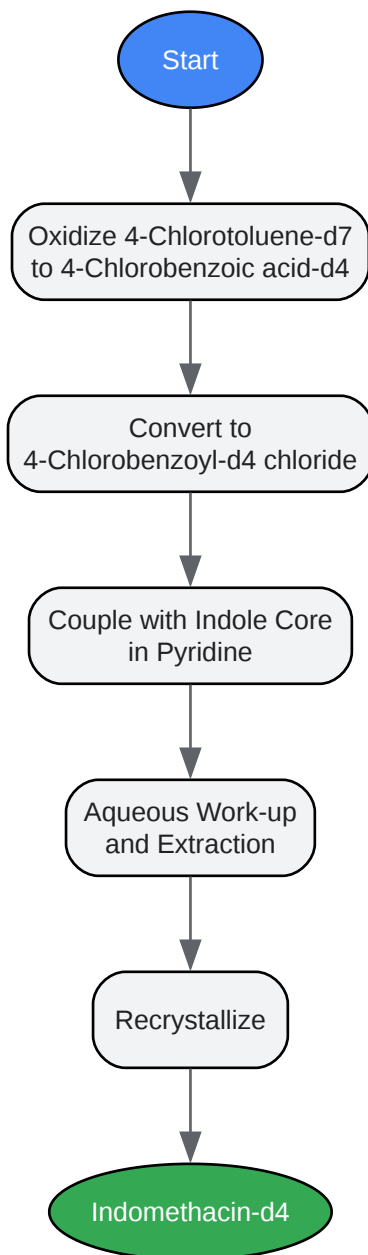 Start
Oxidize 4-Chlorotoluene-d7
to 4-Chlorobenzoic acid-d4
Convert to
4-Chlorobenzoyl-d4 chloride
Couple with Indole Core
in Pyridine
Aqueous Work-up
and Extraction
Recrystallize
Indomethacin-d4